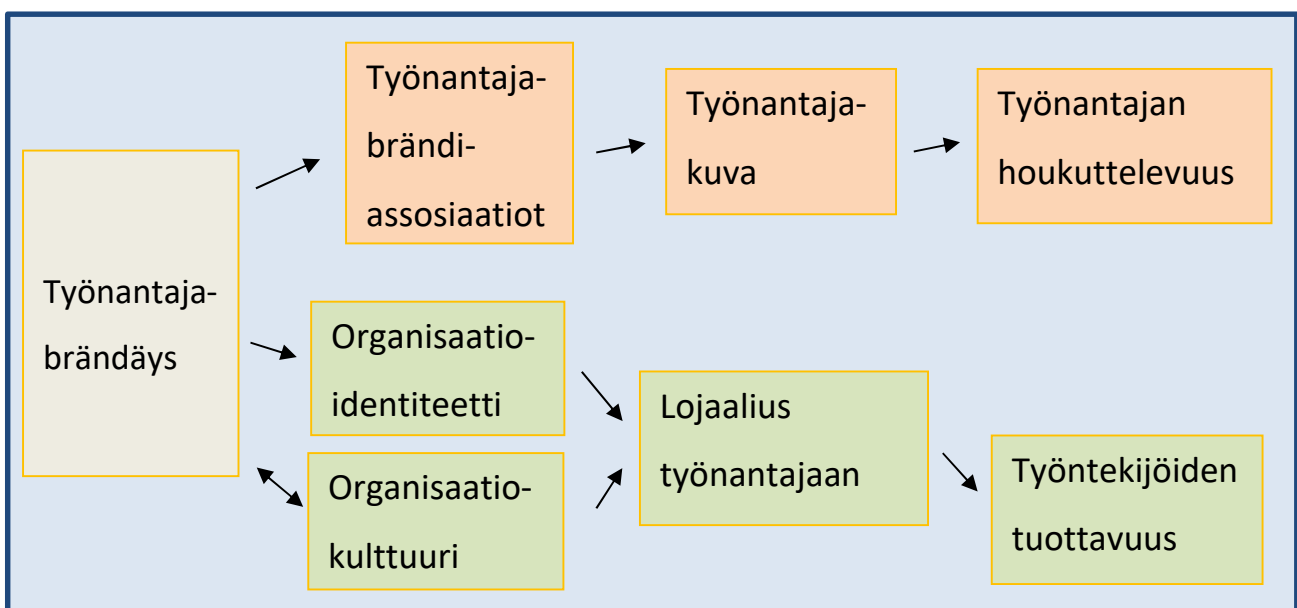 Työnantaja-
brändäys
Työnantaja-
brändi-
assosiaatiot
Työnantaja-
kuva
Työnantajan
houkuttelevuus
Organisaatio-
identiteetti
Organisaatio-
kulttuuri
Lojaalius
työnantajaan
Työntekijöiden
tuottavuus